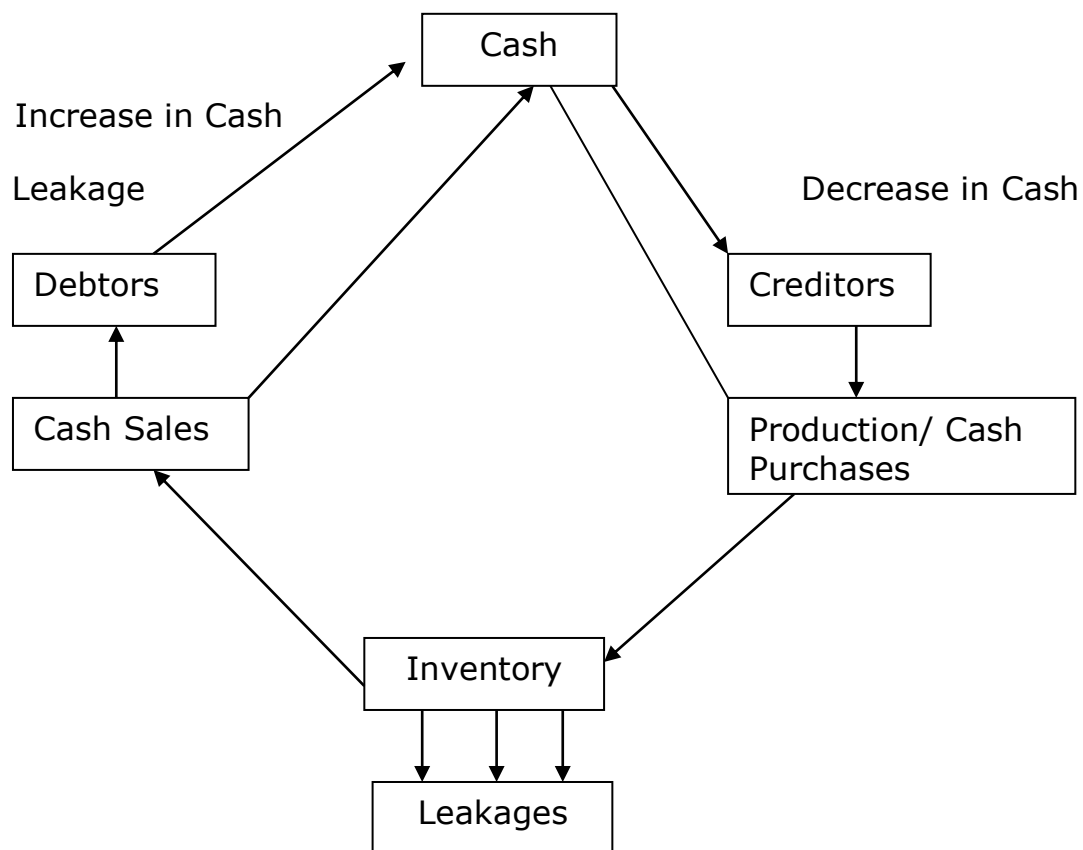 Cash
Increase in Cash
Leakage
Decrease in Cash
Debtors
Creditors
Cash Sales
Production/ Cash
Purchases
Inventory
Leakages